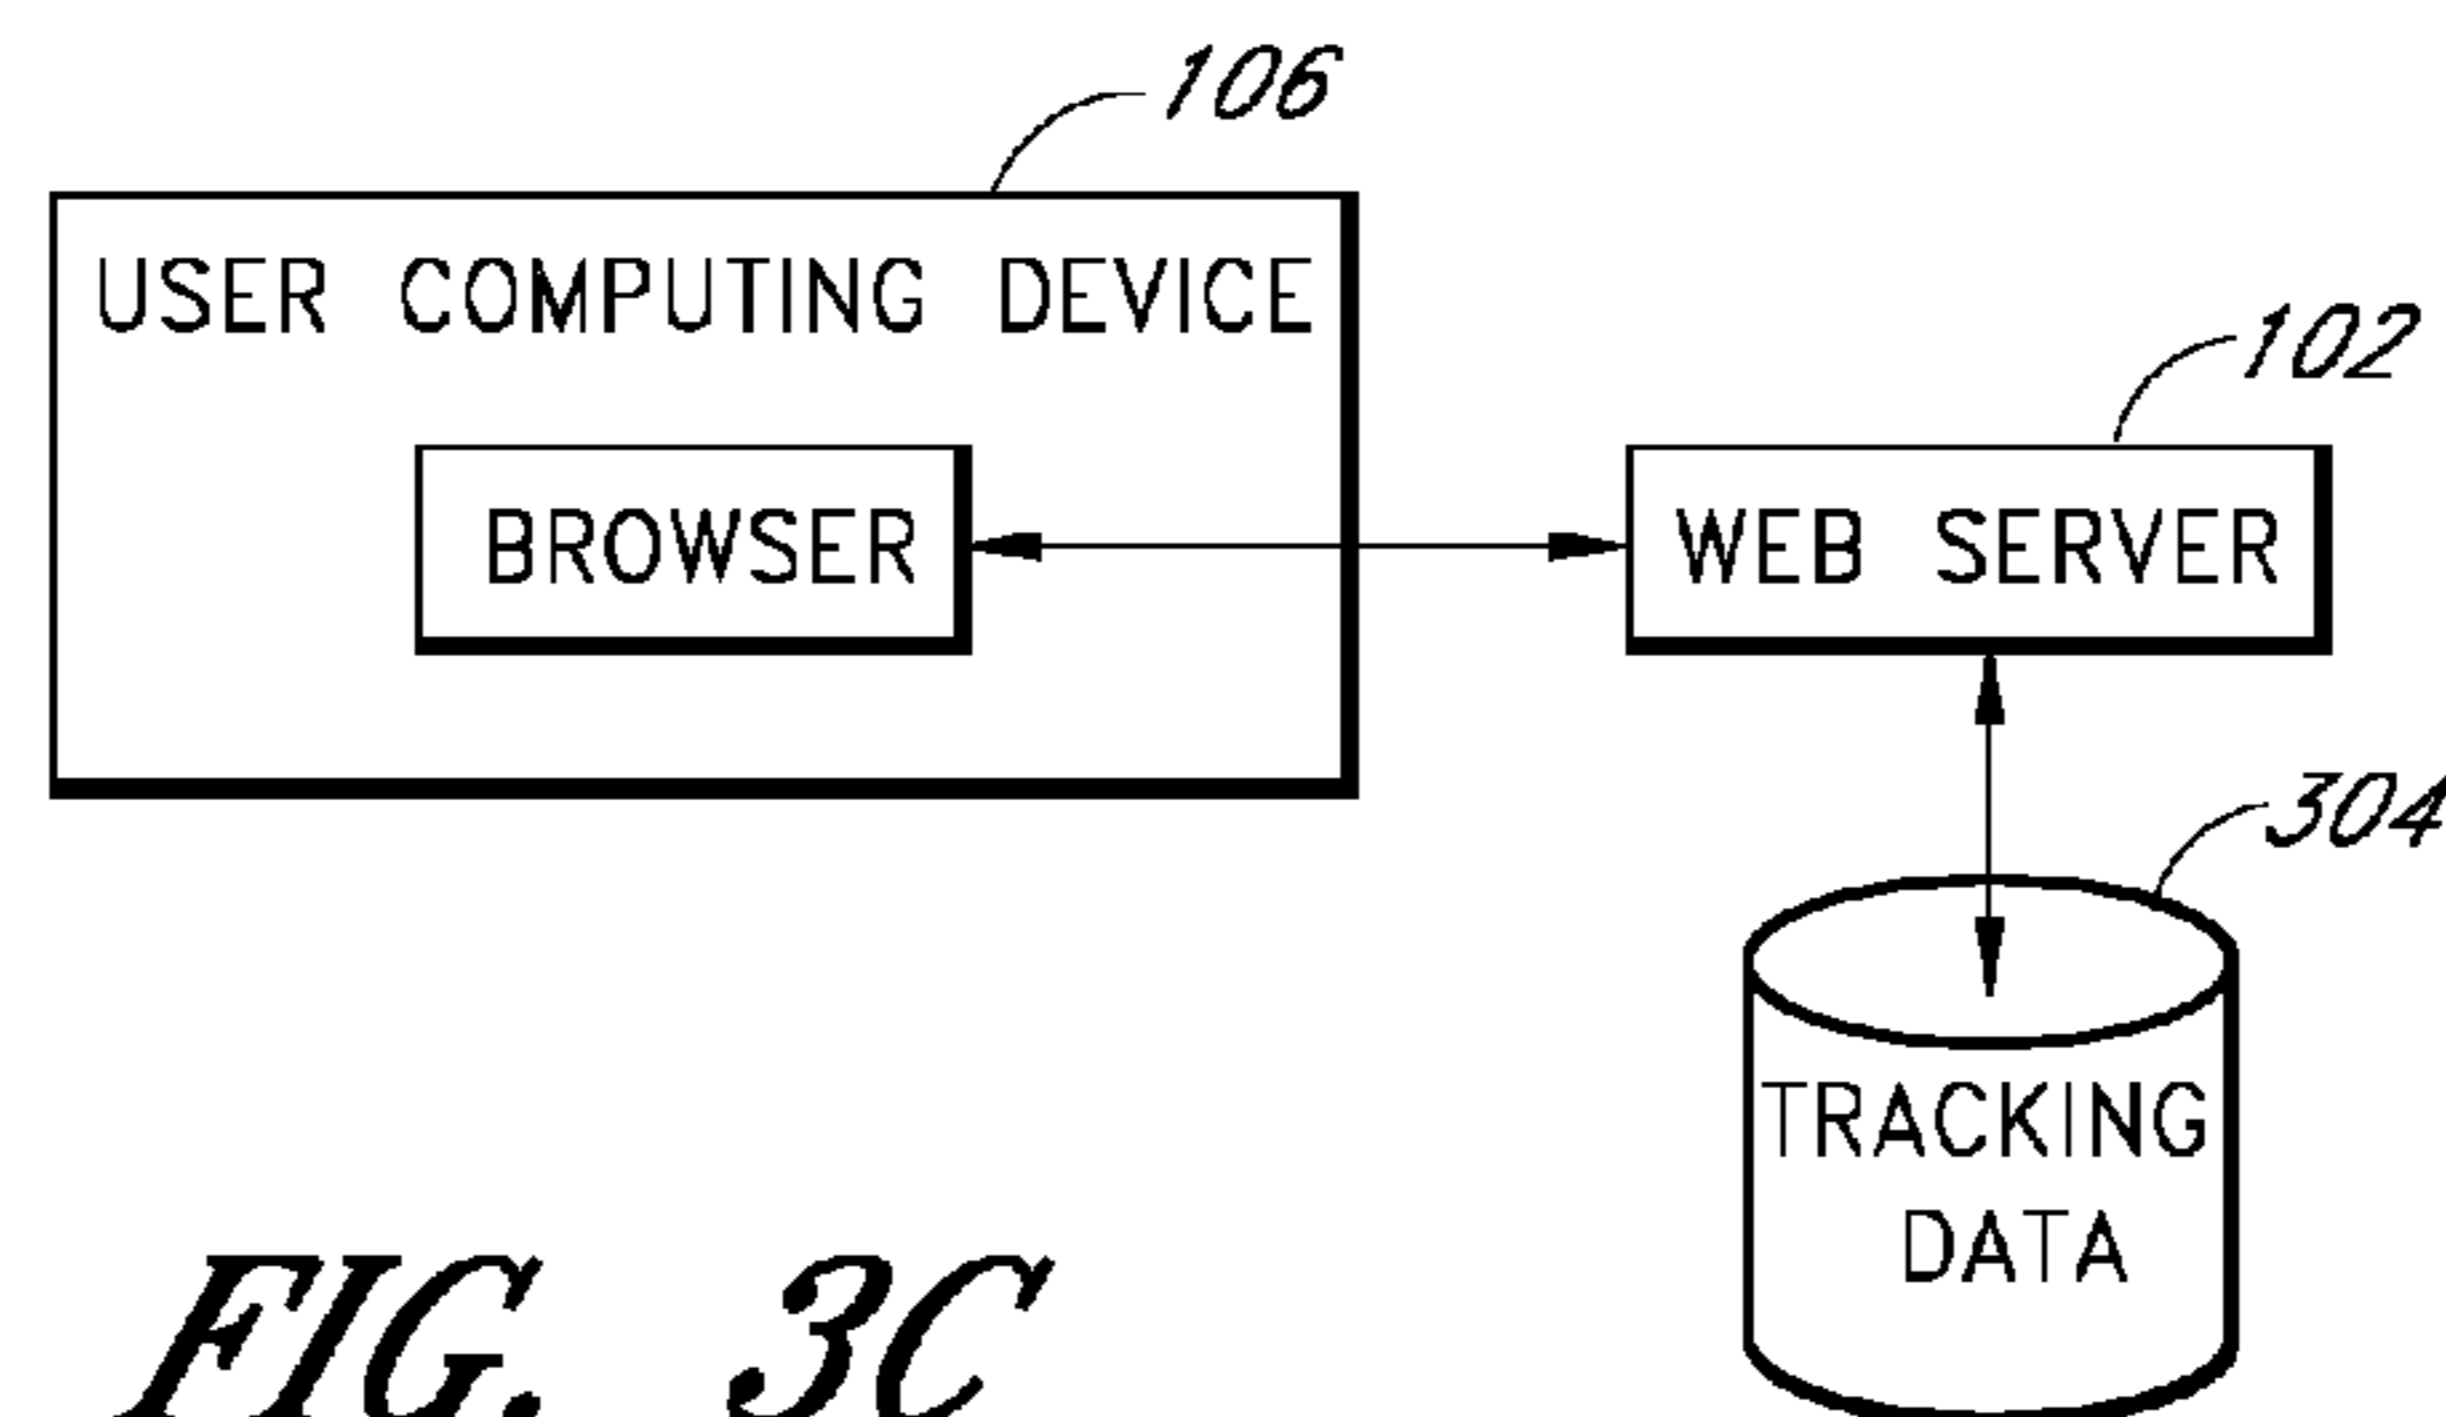 106
USER COMPUTING DEVICE
102
BROWSER
WEB SERVER
304
TRACKING
DATA
FIG. 3C